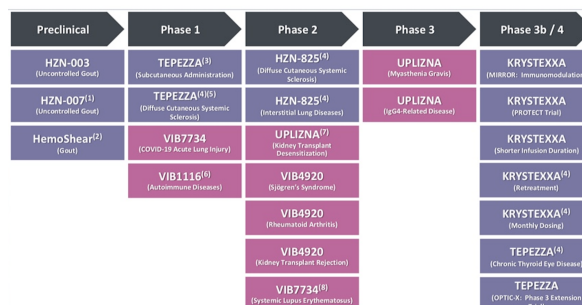 Preclinical
HZN-003
(Uncontrolled Gout)
HZN-007(1)
(Uncontrolled Gout)
HemoShear(2)
(Gout)
Phase 1
TEPEZZA(3)
(Subcutaneous Administration)
TEPEZZA(4)(5)
(Diffuse Cutaneous Systemic
Sclerosis)
VIB7734
(COVID-19 Acute Lung Injury)
VIB1116(6)
(Autoimmune Diseases)
Phase 2
HZN-825(4)
(Diffuse Cutaneous Systemic
Sclerosis)
HZN-825(4)
(Interstitial Lung Diseases)
UPLIZNA(7)
(Kidney Transplant
Desensitization)
VIB4920
(Sjögren's Syndrome)
VIB4920
(Rheumatoid Arthritis)
VIB4920
(Kidney Transplant Rejection)
VIB7734(8)
(Systemic Lupus Erythematosus)
Phase 3
UPLIZNA
(Myasthenia Gravis)
UPLIZNA
(IgG4-Related Disease)
Phase 3b / 4
KRYSTEXXA
(MIRROR: Immunomodulation)
KRYSTEXXA
(PROTECT Trial)
KRYSTEXXA
(Shorter Infusion Duration)
KRYSTEXXA(4)
(Retreatment)
KRYSTEXXA(4)
(Monthly Dosing)
TEPEZZA(4)
(Chronic Thyroid Eye Disease)
TEPEZZA
(OPTIC-X: Phase 3 Extension